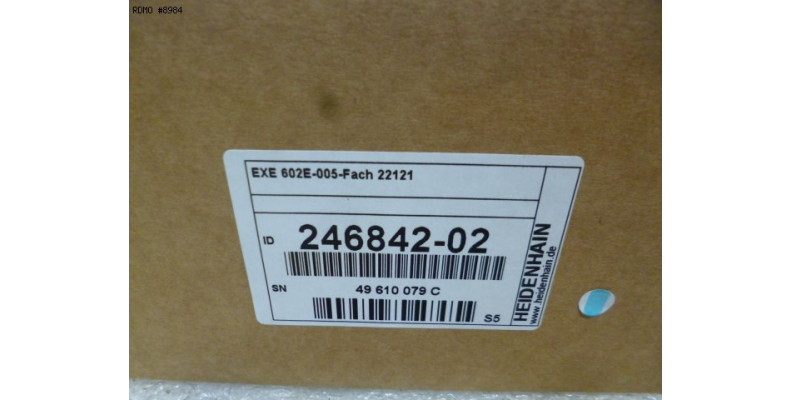 RDMO #8984
EXE 602E-005-Fach 22121
ID 246842-02
SN 49 610 079 C
S5
HEIDENHAIN
www.heidenhain.de